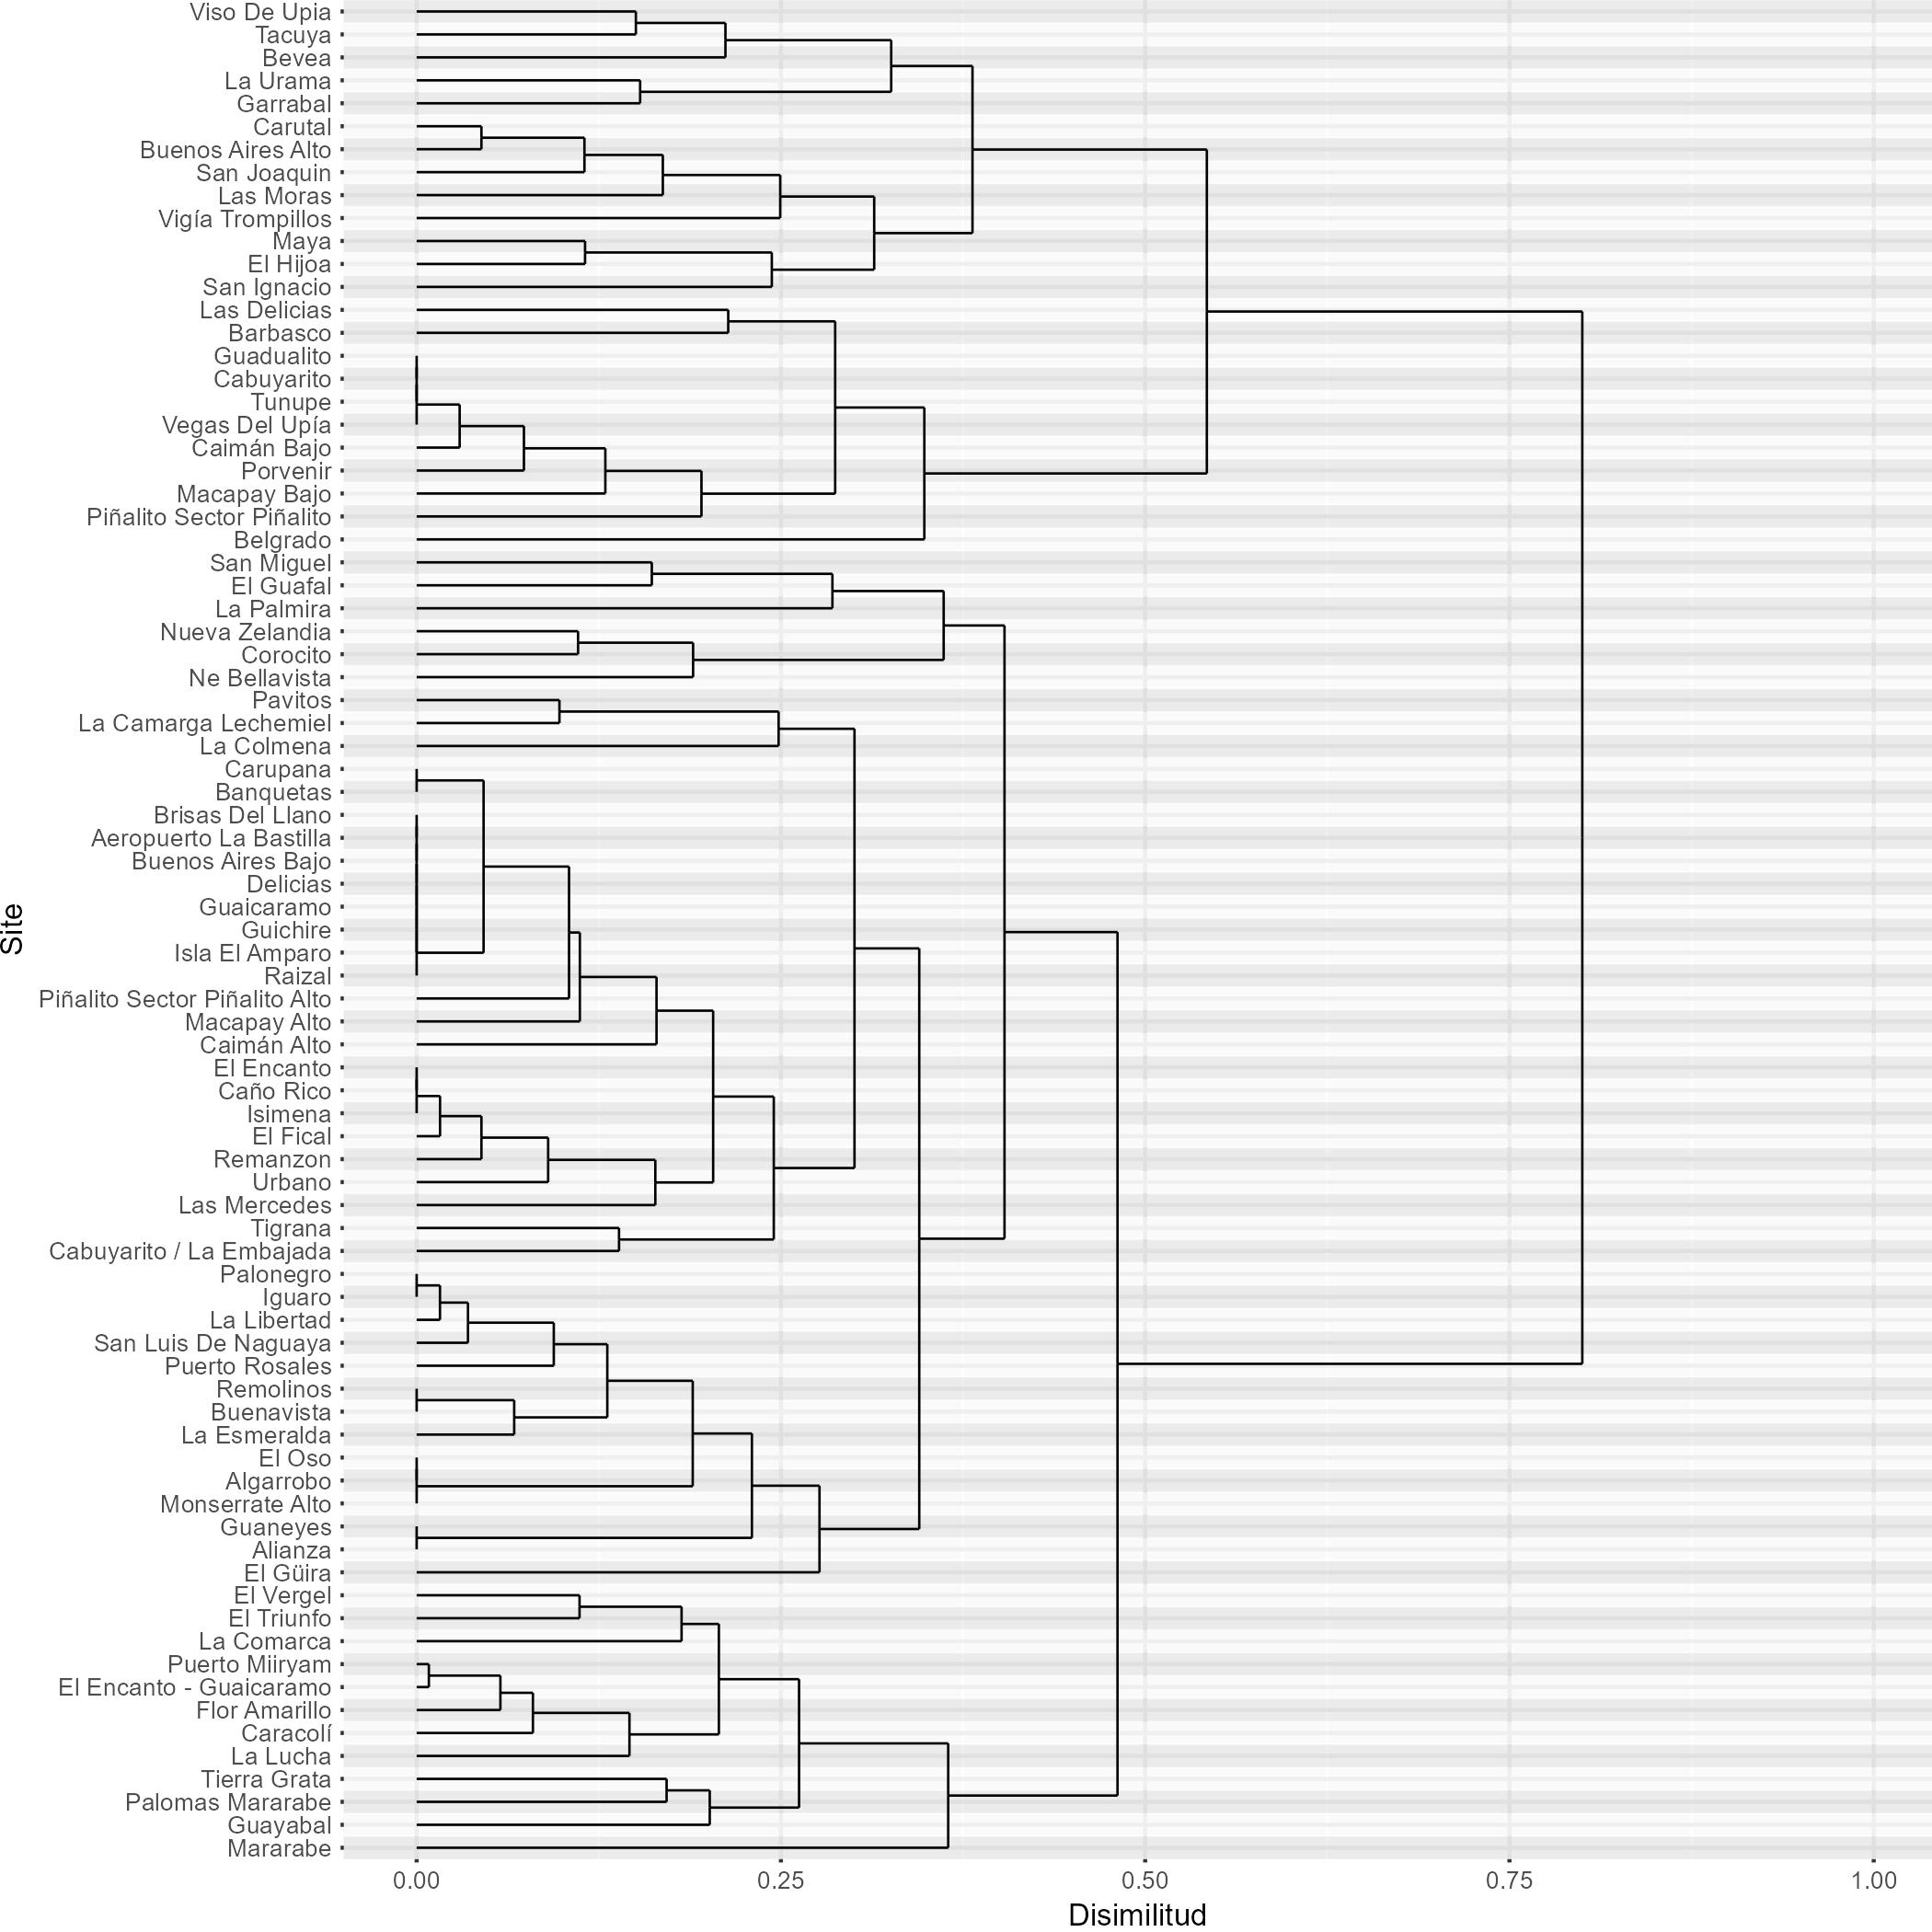 Viso De Upia
Tacuya
Bevea
La Urama
Garrabal
Carutal
Buenos Aires Alto
San Joaquin
Las Moras
Vigía Trompillos
Maya
El Hijoa
San Ignacio
Las Delicias
Barbasco
Guadualito
Cabuyarito
Tunupe
Vegas Del Upía
Caimán Bajo
Porvenir
Macapay Bajo
Piñalito Sector Piñalito
Belgrado
San Miguel
El Guafal
La Palmira
Nueva Zelandia
Corocito
Ne Bellavista
Pavitos
La Camarga Lechemiel
La Colmena
Carupana
Banquetas
Brisas Del Llano
Aeropuerto La Bastilla
Buenos Aires Bajo
Delicias
Guaicaramo
Guichire
Isla El Amparo
Raizal
Piñalito Sector Piñalito Alto
Macapay Alto
Caimán Alto
El Encanto
Caño Rico
Isimena
El Fical
Remanzon
Urbano
Las Mercedes
Tigrana
Cabuyarito / La Embajada
Palonegro
Iguaro
La Libertad
San Luis De Naguaya
Puerto Rosales
Remolinos
Buenavista
La Esmeralda
El Oso
Algarrobo
Monserrate Alto
Guaneyes
Alianza
El Güira
El Vergel
El Triunfo
La Comarca
Puerto Miiryam
El Encanto - Guaicaramo
Flor Amarillo
Caracolí
La Lucha
Tierra Grata
Palomas Mararabe
Guayabal
Mararabe
Site
0.00 0.25 0.50 0.75 1.00
Disimilitud